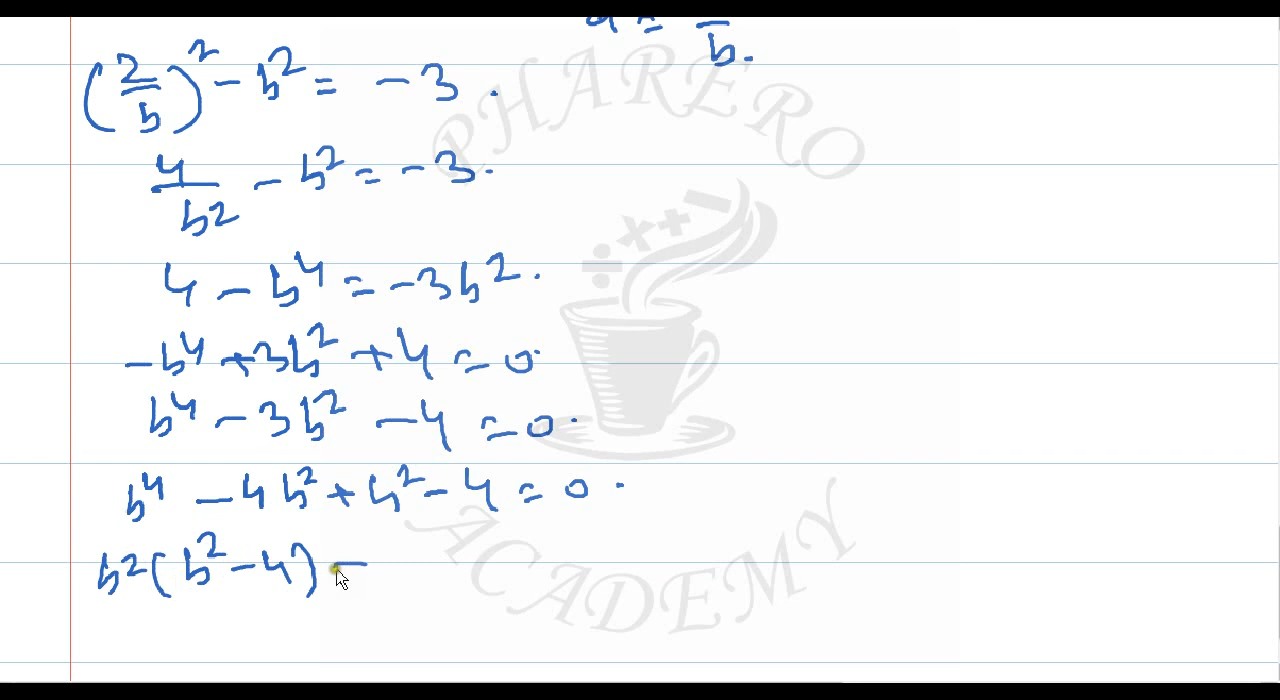 a = _/b.
(2/b)² - b² = -3.
4/b² - b² = -3.
4 - b⁴ = -3b².
-b⁴ + 3b² + 4 = 0.
b⁴ - 3b² - 4 = 0.
b⁴ - 4b² + b² - 4 = 0.
b²(b² - 4) -
PHARERO
ACADEMY